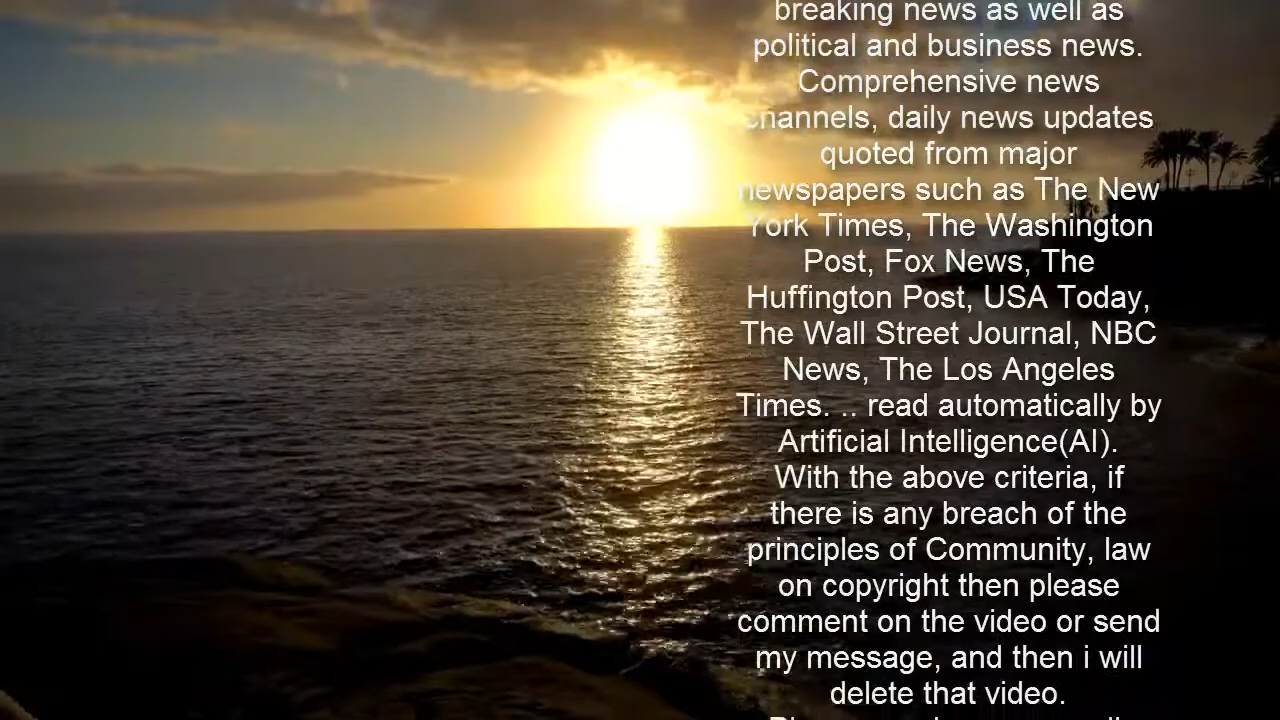 breaking news as well as
political and business news.
Comprehensive news
channels, daily news updates
quoted from major
newspapers such as The New
York Times, The Washington
Post, Fox News, The
Huffington Post, USA Today,
The Wall Street Journal, NBC
News, The Los Angeles
Times. .. read automatically by
Artificial Intelligence(AI).
With the above criteria, if
there is any breach of the
principles of Community, law
on copyright then please
comment on the video or send
my message, and then i will
delete that video.